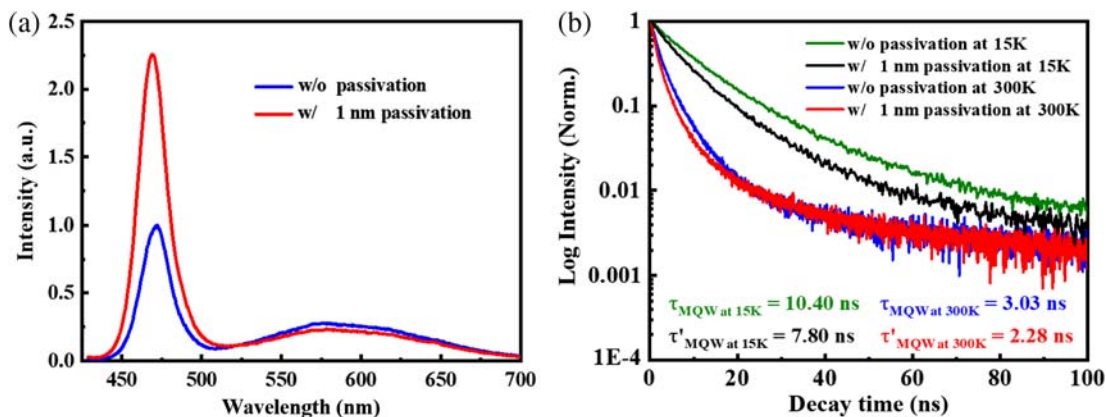 (a)
2.5
2.0
1.5
1.0
0.5
0.25
0.0
Intensity (a.u.)
w/o passivation
w/ 1 nm passivation
450 500 550 600 650 700
Wavelength (nm)
(b)
1
0.1
0.01
0.001
1E-4
Log Intensity (Norm.)
w/o passivation at 15K
w/ 1 nm passivation at 15K
w/o passivation at 300K
w/ 1 nm passivation at 300K
τMQW at 15K = 10.40 ns
τMQW at 300K = 3.03 ns
τ'MQW at 15K = 7.80 ns
τ'MQW at 300K = 2.28 ns
0 20 40 60 80 100
Decay time (ns)